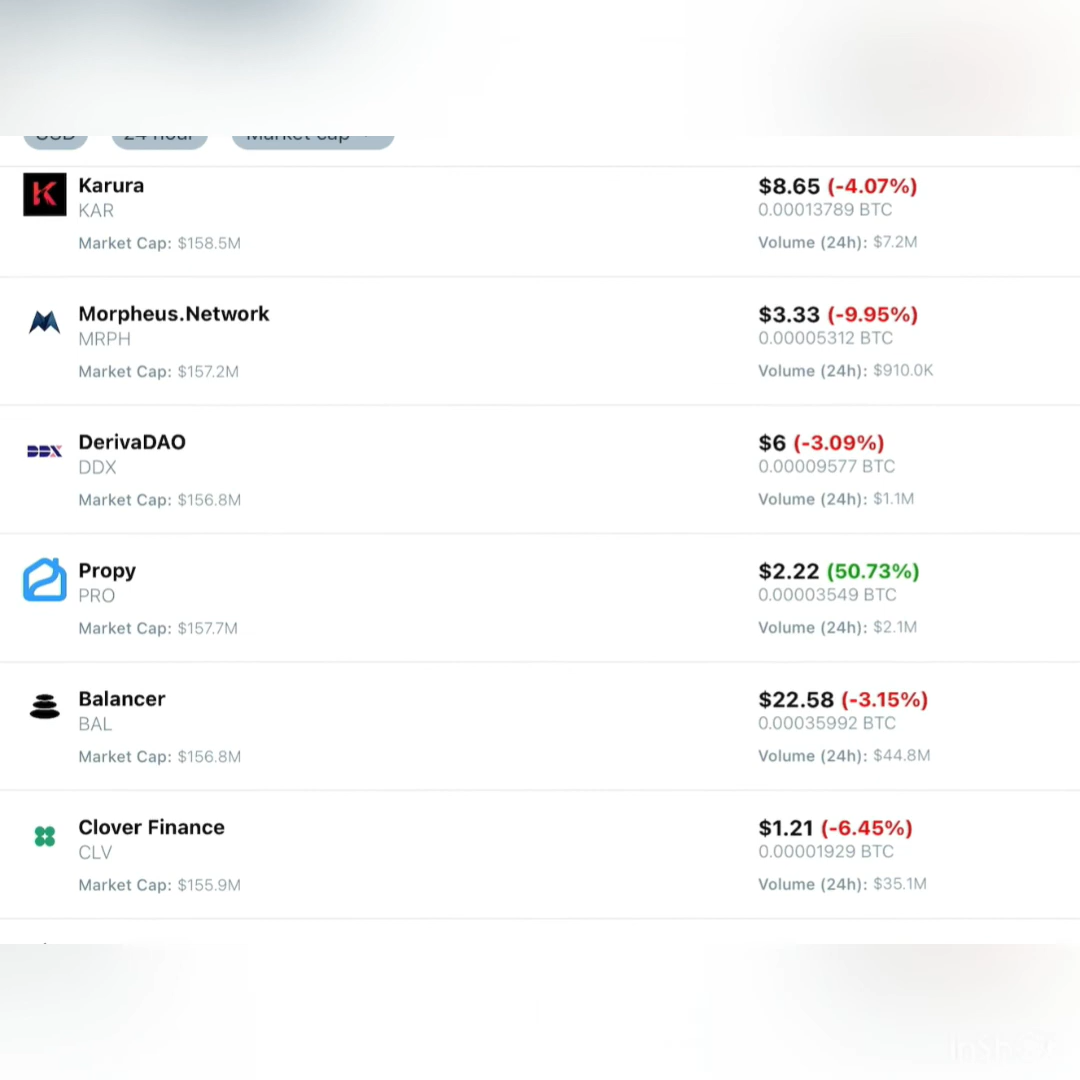 Karura
$8.65 (-4.07%)
KAR
0.00013789 BTC
Market Cap: $158.5M
Volume (24h): $7.2M
Morpheus.Network
$3.33 (-9.95%)
MRPH
0.00005312 BTC
Market Cap: $157.2M
Volume (24h): $910.0K
DDX
DerivaDAO
$6 (-3.09%)
DDX
0.00009577 BTC
Market Cap: $156.8M
Volume (24h): $1.1M
Propy
$2.22 (50.73%)
PRO
0.00003549 BTC
Market Cap: $157.7M
Volume (24h): $2.1M
Balancer
$22.58 (-3.15%)
BAL
0.00035992 BTC
Market Cap: $156.8M
Volume (24h): $44.8M
Clover Finance
$1.21 (-6.45%)
CLV
0.00001929 BTC
Market Cap: $155.9M
Volume (24h): $35.1M